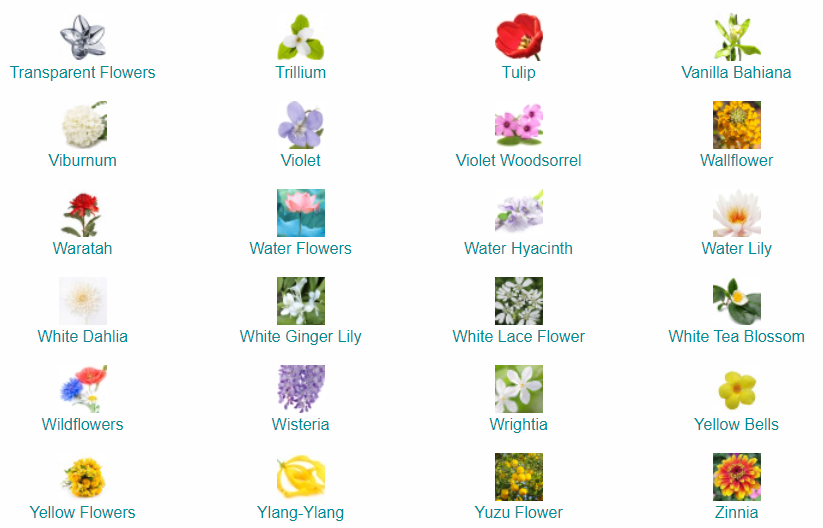 Transparent Flowers
Trillium
Tulip
Vanilla Bahiana
Viburnum
Violet
Violet Woodsorrel
Wallflower
Waratah
Water Flowers
Water Hyacinth
Water Lily
White Dahlia
White Ginger Lily
White Lace Flower
White Tea Blossom
Wildflowers
Wisteria
Wrightia
Yellow Bells
Yellow Flowers
Ylang-Ylang
Yuzu Flower
Zinnia